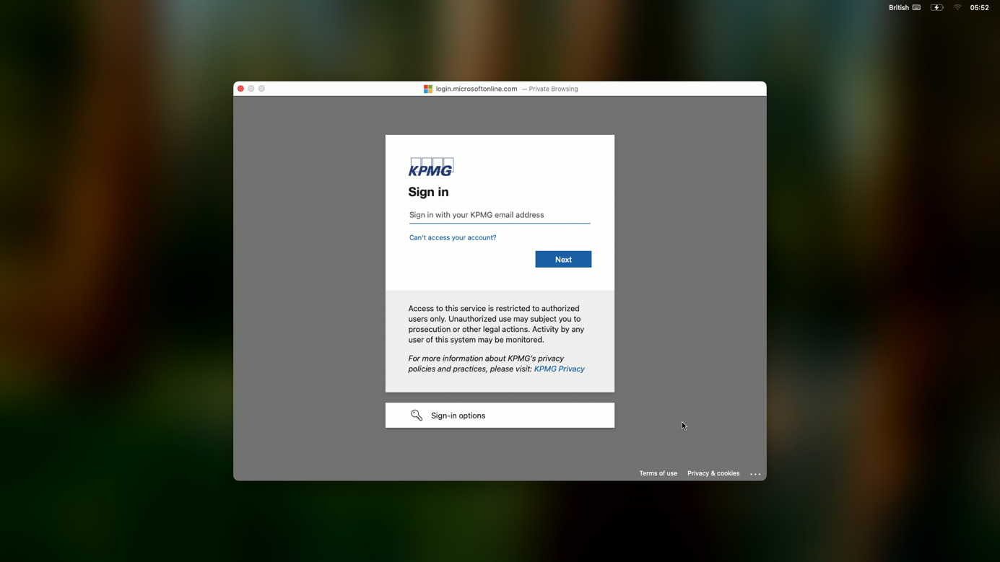 British
05:52
login.microsoftonline.com — Private Browsing
KPMG
Sign in
Sign in with your KPMG email address
Can't access your account?
Next
Access to this service is restricted to authorized
users only. Unauthorized use may subject you to
prosecution or other legal actions. Activity by any
user of this system may be monitored.
For more information about KPMG's privacy
policies and practices, please visit: KPMG Privacy
Sign-in options
Terms of use Privacy & cookies ...